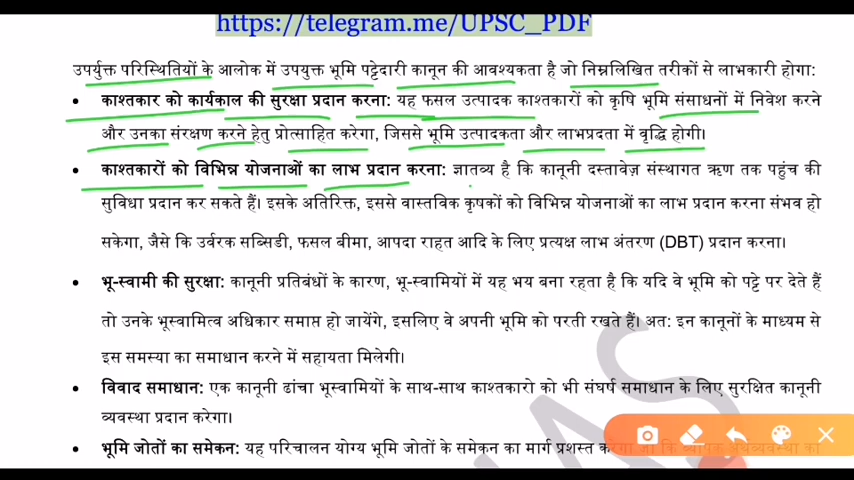 https://telegram.me/UPSC_PDF
उपर्युक्त परिस्थितियों के आलोक में उपयुक्त भूमि पट्टेदारी कानून की आवश्यकता है जो निम्नलिखित तरीकों से लाभकारी होगा:
• काश्तकार को कार्यकाल की सुरक्षा प्रदान करना: यह फसल उत्पादक काश्तकारों को कृषि भूमि संसाधनों में निवेश करने
और उनका संरक्षण करने हेतु प्रोत्साहित करेगा, जिससे भूमि उत्पादकता और लाभप्रदता में वृद्धि होगी।
• काश्तकारों को विभिन्न योजनाओं का लाभ प्रदान करना: ज्ञातव्य है कि कानूनी दस्तावेज़ संस्थागत ऋण तक पहुंच की
सुविधा प्रदान कर सकते हैं। इसके अतिरिक्त, इससे वास्तविक कृषकों को विभिन्न योजनाओं का लाभ प्रदान करना संभव हो
सकेगा, जैसे कि उर्वरक सब्सिडी, फसल बीमा, आपदा राहत आदि के लिए प्रत्यक्ष लाभ अंतरण (DBT) प्रदान करना।
• भू-स्वामी की सुरक्षा: कानूनी प्रतिबंधों के कारण, भू-स्वामियों में यह भय बना रहता है कि यदि वे भूमि को पट्टे पर देते हैं
तो उनके भूस्वामित्व अधिकार समाप्त हो जायेंगे, इसलिए वे अपनी भूमि को परती रखते हैं। अत: इन कानूनों के माध्यम से
इस समस्या का समाधान करने में सहायता मिलेगी।
• विवाद समाधान: एक कानूनी ढांचा भूस्वामियों के साथ-साथ काश्तकारो को भी संघर्ष समाधान के लिए सुरक्षित कानूनी
व्यवस्था प्रदान करेगा।
• भूमि जोतों का समेकन: यह परिचालन योग्य भूमि जोतों के समेकन का मार्ग प्रशस्त करेगा जो कि व्यापक अर्थव्यवस्था का